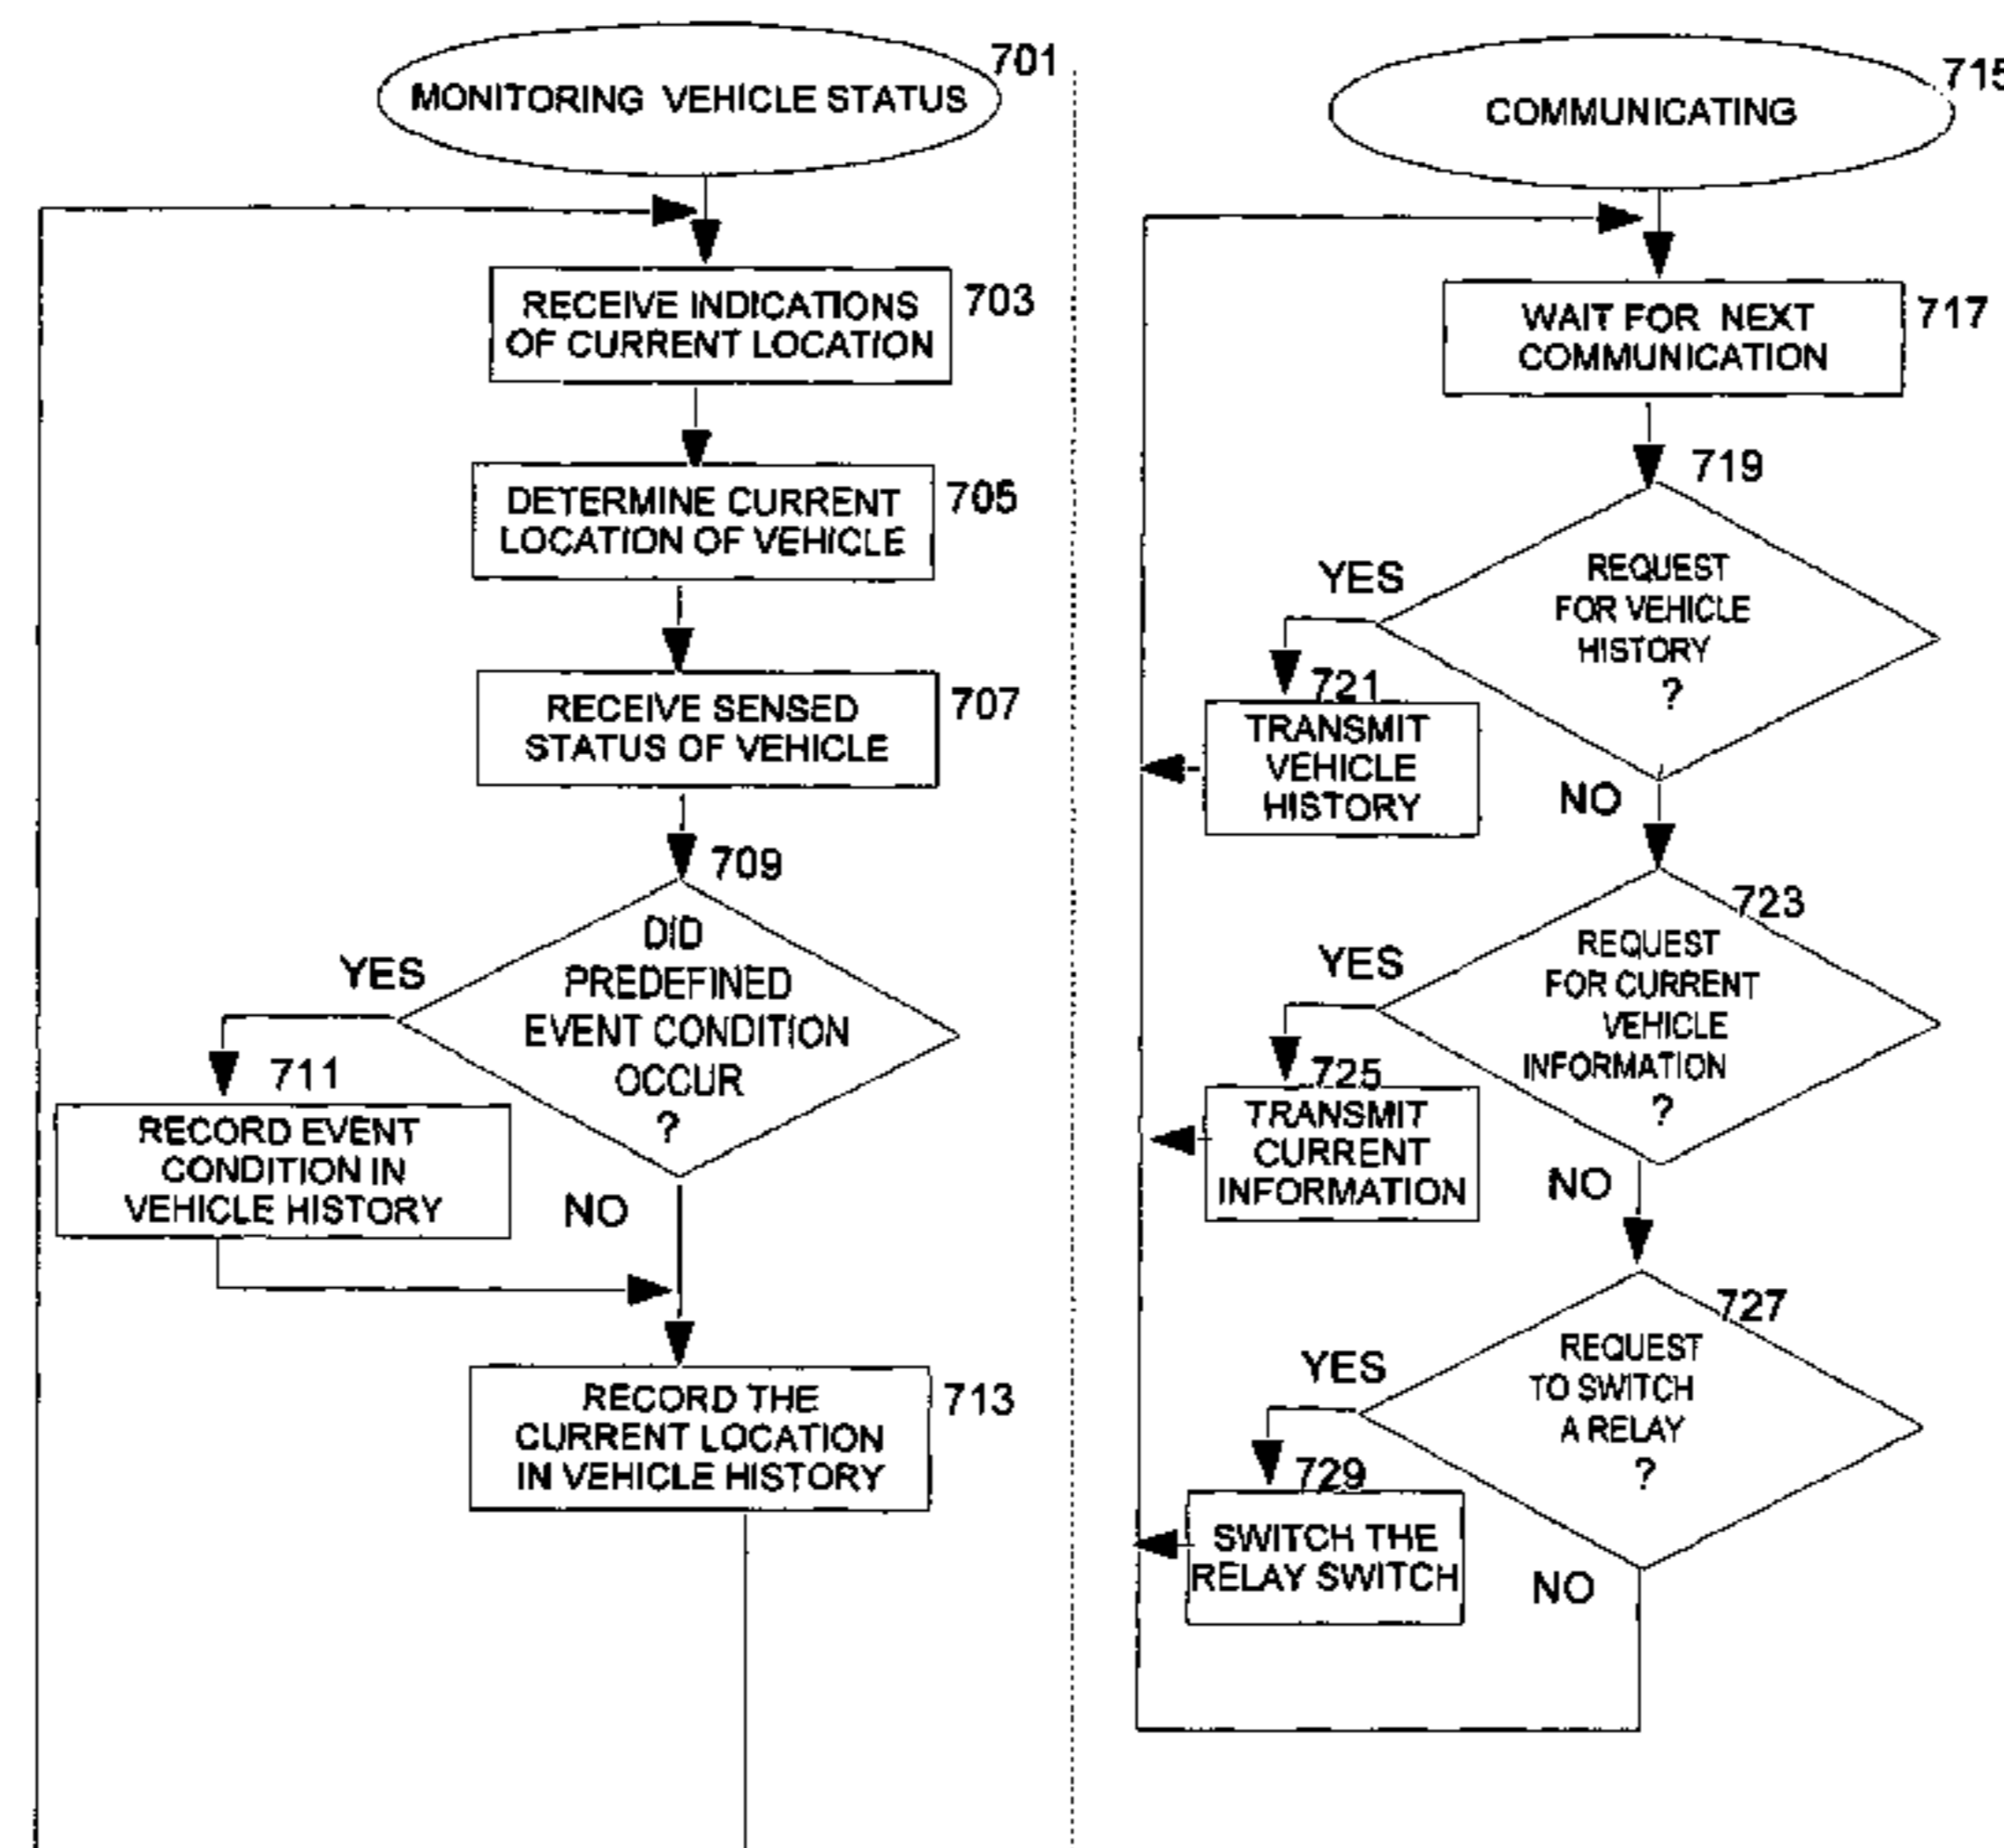 701
MONITORING VEHICLE STATUS
703
RECEIVE INDICATIONS
OF CURRENT LOCATION
705
DETERMINE CURRENT
LOCATION OF VEHICLE
707
RECEIVE SENSED
STATUS OF VEHICLE
709
DID
PREDEFINED
EVENT CONDITION
OCCUR
?
YES
711
RECORD EVENT
CONDITION IN
VEHICLE HISTORY
NO
713
RECORD THE
CURRENT LOCATION
IN VEHICLE HISTORY
715
COMMUNICATING
717
WAIT FOR NEXT
COMMUNICATION
719
REQUEST
FOR VEHICLE
HISTORY
?
YES
721
TRANSMIT
VEHICLE
HISTORY
NO
723
REQUEST
FOR CURRENT
VEHICLE
INFORMATION
?
YES
725
TRANSMIT
CURRENT
INFORMATION
NO
727
REQUEST
TO SWITCH
A RELAY
?
YES
729
SWITCH THE
RELAY SWITCH
NO